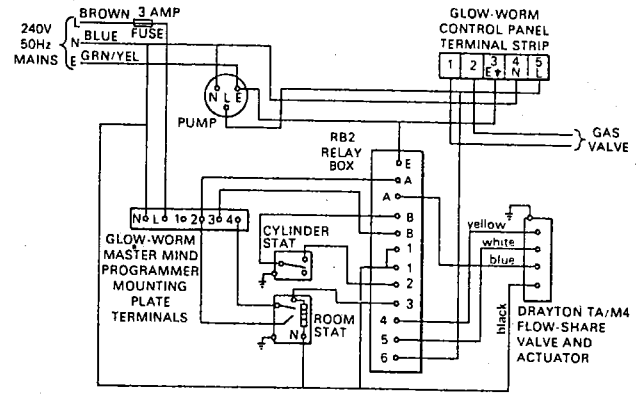 240V
50Hz
MAINS
L BROWN 3 AMP
FUSE
N BLUE
E GRN/YEL
GLOW-WORM
CONTROL PANEL
TERMINAL STRIP
1 2 3 4 5
E N L
N L E
PUMP
GAS
VALVE
RB2
RELAY
BOX
E
A
A
B
B
1
1
2
3
4
5
6
N L 1 2 3 4
GLOW-WORM
MASTER MIND
PROGRAMMER
MOUNTING
PLATE
TERMINALS
CYLINDER
STAT
ROOM
STAT
N
yellow
white
blue
black
DRAYTON TA/M4
FLOW-SHARE
VALVE AND
ACTUATOR